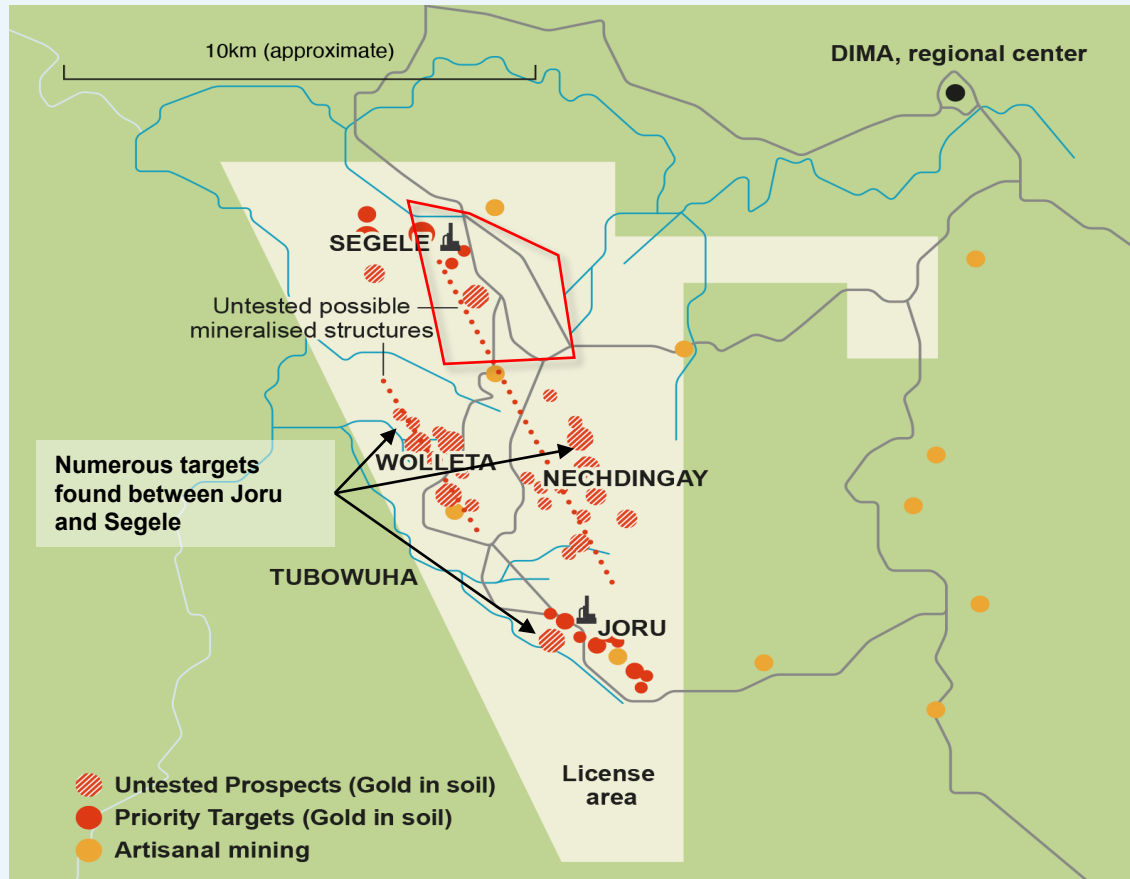 10km (approximate)
DIMA, regional center
SEGELE
Untested possible
mineralised structures
WOLLETA
NECHDINGAY
Numerous targets
found between Joru
and Segele
TUBOWUHA
JORU
License
area
Untested Prospects (Gold in soil)
Priority Targets (Gold in soil)
Artisanal mining